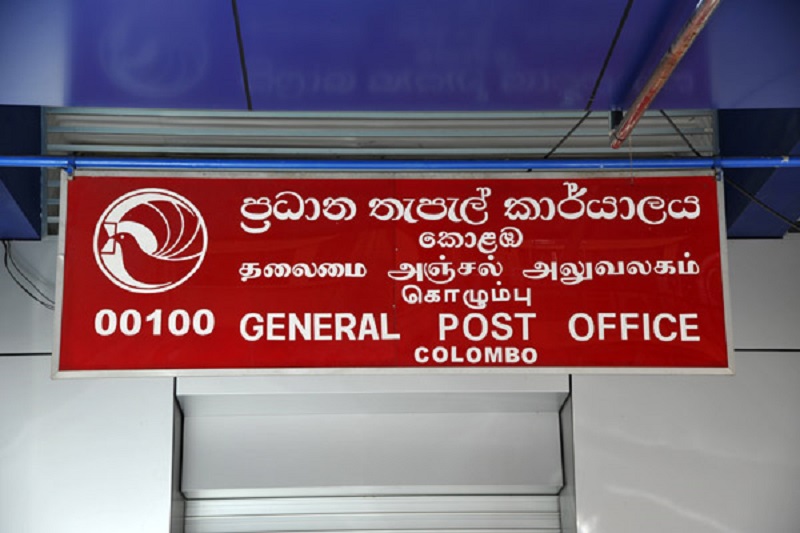 ප්‍රධාන තැපැල් කාර්යාලය
කොළඹ
தலைமை அஞ்சல் அலுவலகம்
கொழும்பு
00100 GENERAL POST OFFICE
COLOMBO